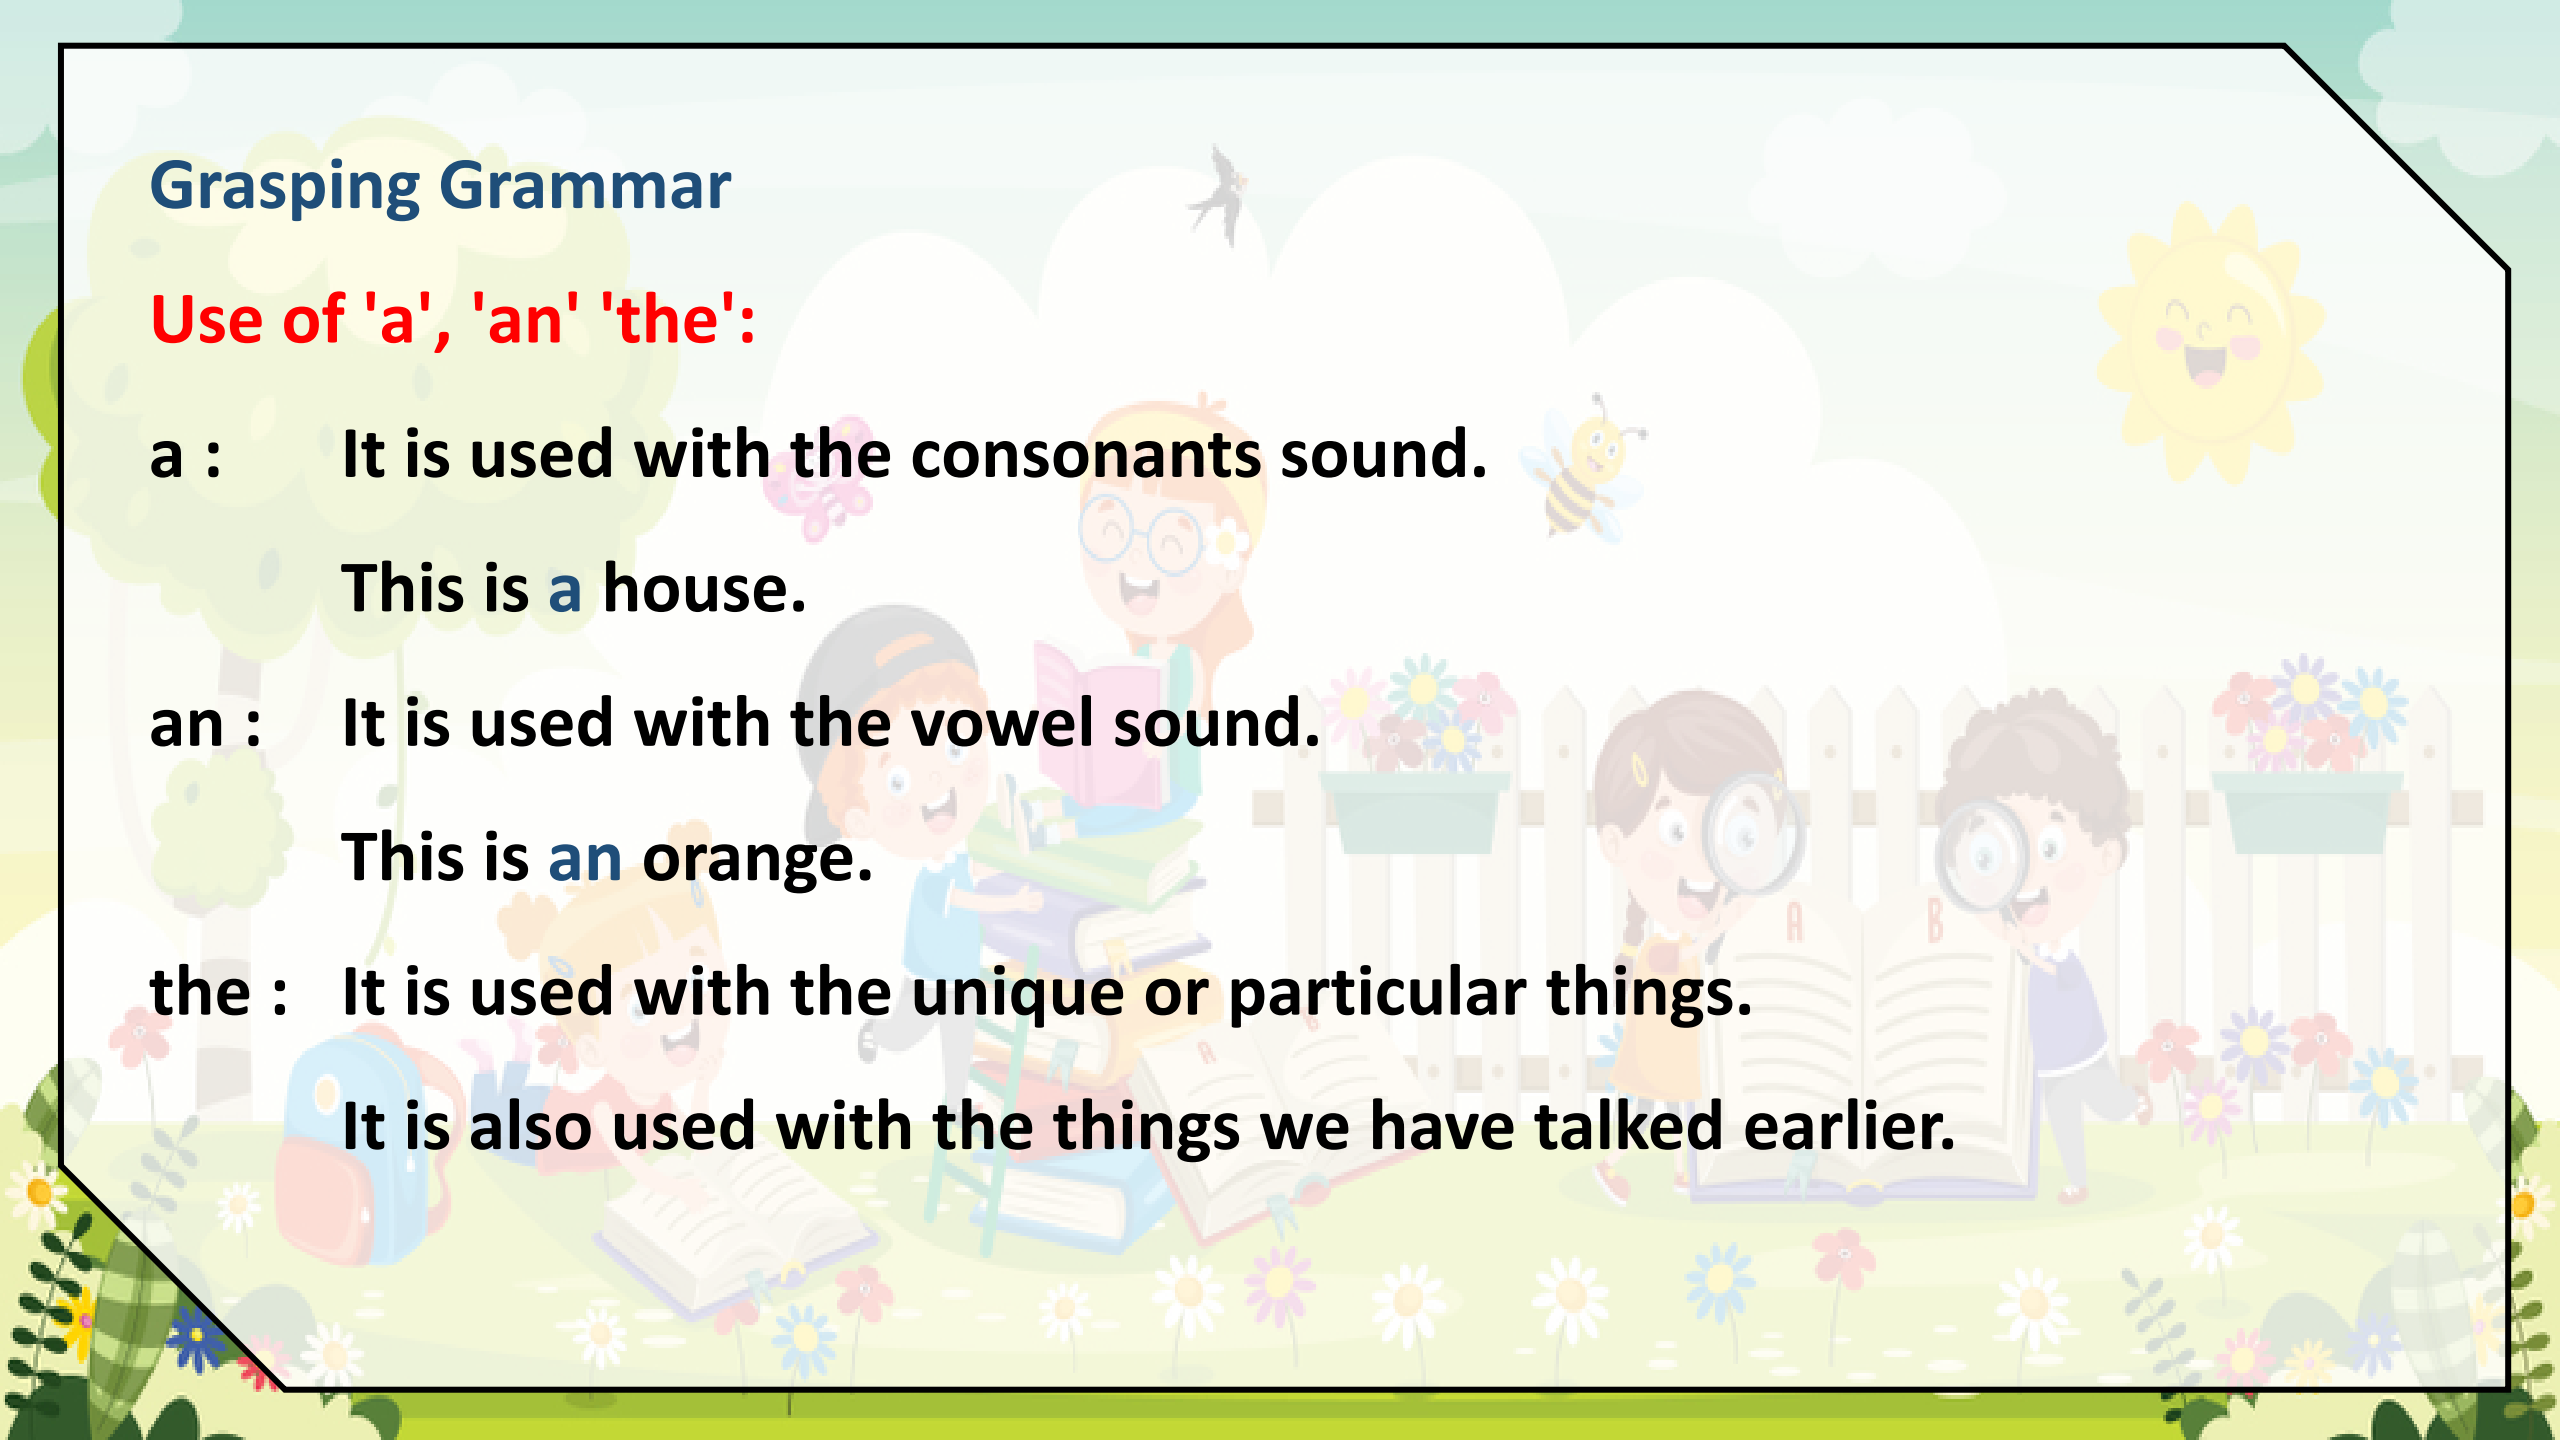 Grasping Grammar
Use of 'a', 'an' 'the':
a : It is used with the consonants sound.
This is a house.
an : It is used with the vowel sound.
This is an orange.
the : It is used with the unique or particular things.
It is also used with the things we have talked earlier.
A B
A